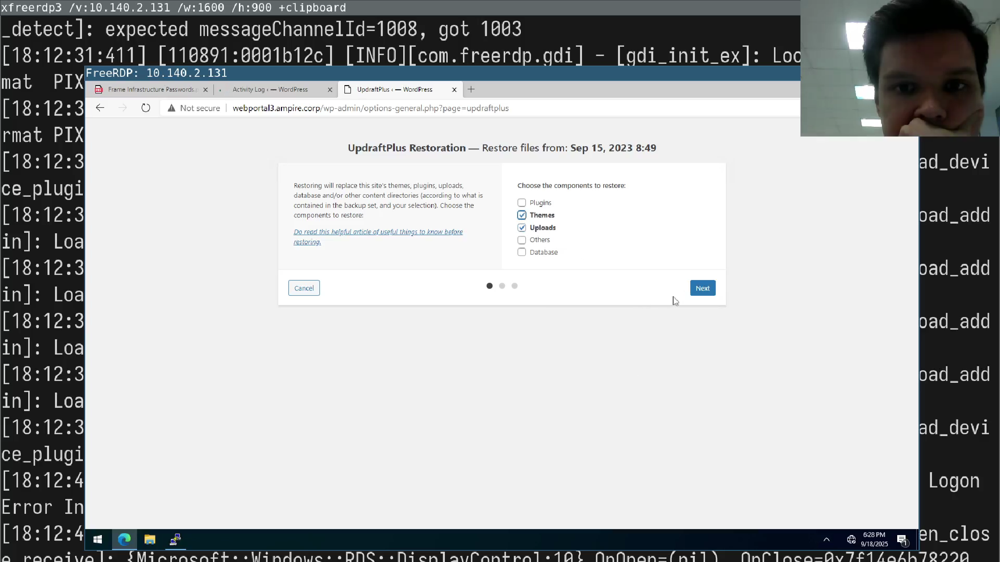 xfreerdp3 /v:10.140.2.131 /w:1600 /h:900 +clipboard
_detect]: expected messageChannelId=1008, got 1003
[18:12:31:411] [110891:0001b12c] [INFO][com.freerdp.gdi] - [gdi_init_ex]: Loc
mat PIX
FreeRDP: 10.140.2.131
Frame Infrastructure Passwords.
Activity Log ‹ — WordPress
UpdraftPlus ‹ — WordPress
[18:12:3
Not secure
webportal3.ampire.corp/wp-admin/options-general.php?page=updraftplus
rmat PIX
UpdraftPlus Restoration — Restore files from: Sep 15, 2023 8:49
[18:12:3
ad_devi
ce_plugi
Restoring will replace this site's themes, plugins, uploads,
database and/or other content directories (according to what is
contained in the backup set, and your selection). Choose the
components to restore:
Do read this helpful article of useful things to know before
restoring.
Choose the components to restore:
Plugins
Themes
Uploads
Others
Database
[18:12:3
oad_add
in]: Loa
[18:12:3
oad_add
Cancel
Next
in]: Loa
[18:12:3
oad_add
in]: Loa
[18:12:3
oad_add
in]: Loa
[18:12:3
ad_devi
ce_plugi
[18:12:4
Logon
Error In
[18:12:4
en_clos
6:28 PM
9/18/2025
1
e_receive]: {Microsoft::Windows::RDS::DisplayControl:10} OnOpen=(nil), OnClose=0x7f14e6b78220